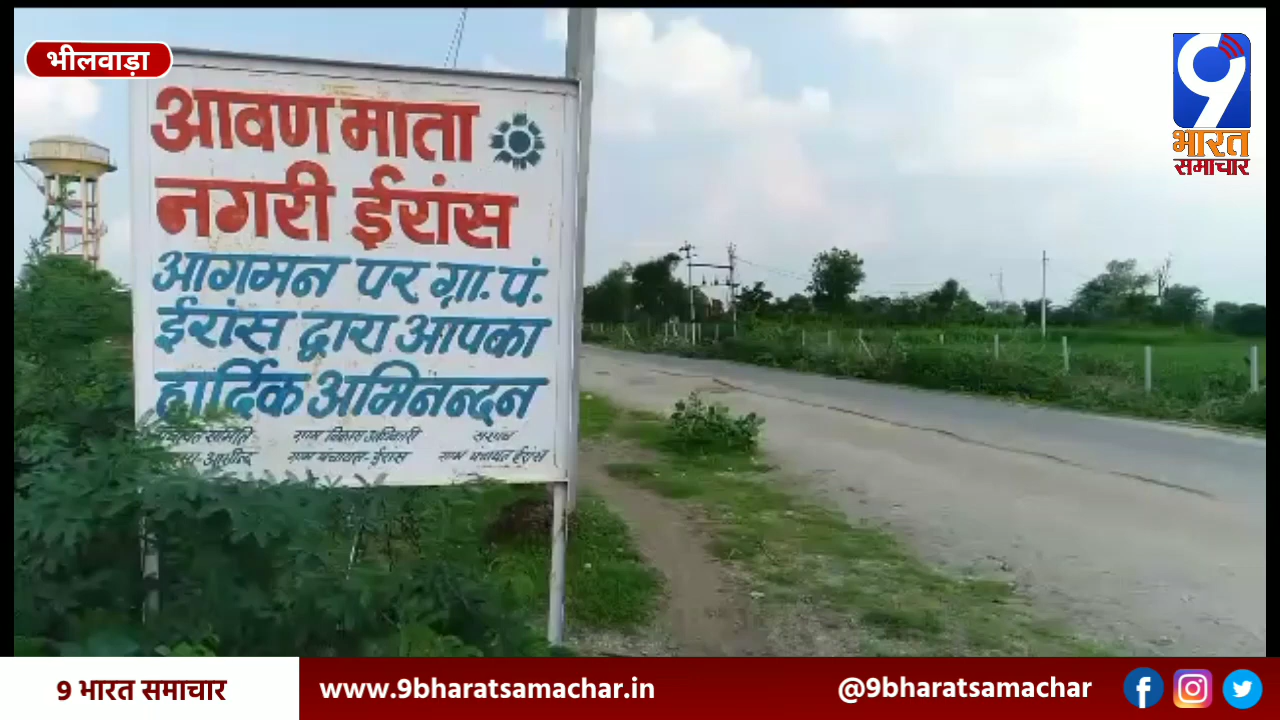 भीलवाड़ा
9
भारत
समाचार
आवण माता
नगरी ईरांस
आगमन पर ग्रा. पं.
ईरांस द्वारा आपका
हार्दिक अभिनन्दन
समिति ग्राम विकास अधिकारी सरपंच
ग्राम पंचायत - ईरांस ग्राम पंचायत ईरांस
9 भारत समाचार
www.9bharatsamachar.in
@9bharatsamachar